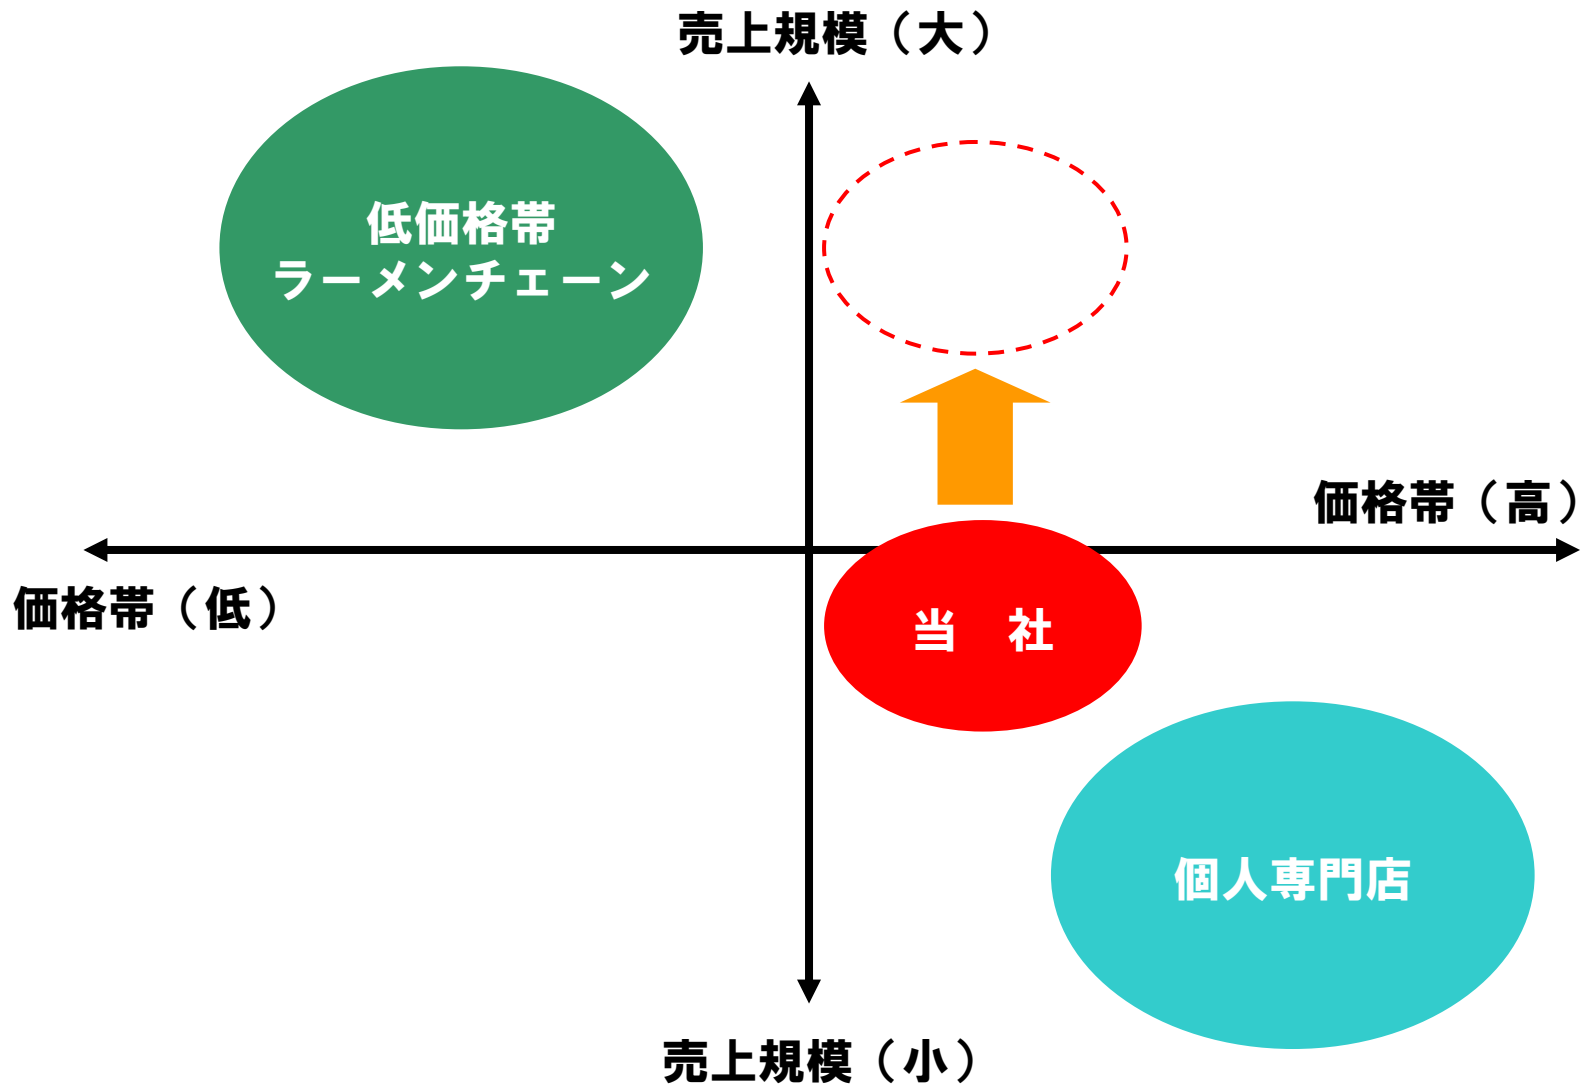 売上規模（大）
低価格帯
ラーメンチェーン
価格帯（高）
価格帯（低）
当　社
個人専門店
売上規模（小）